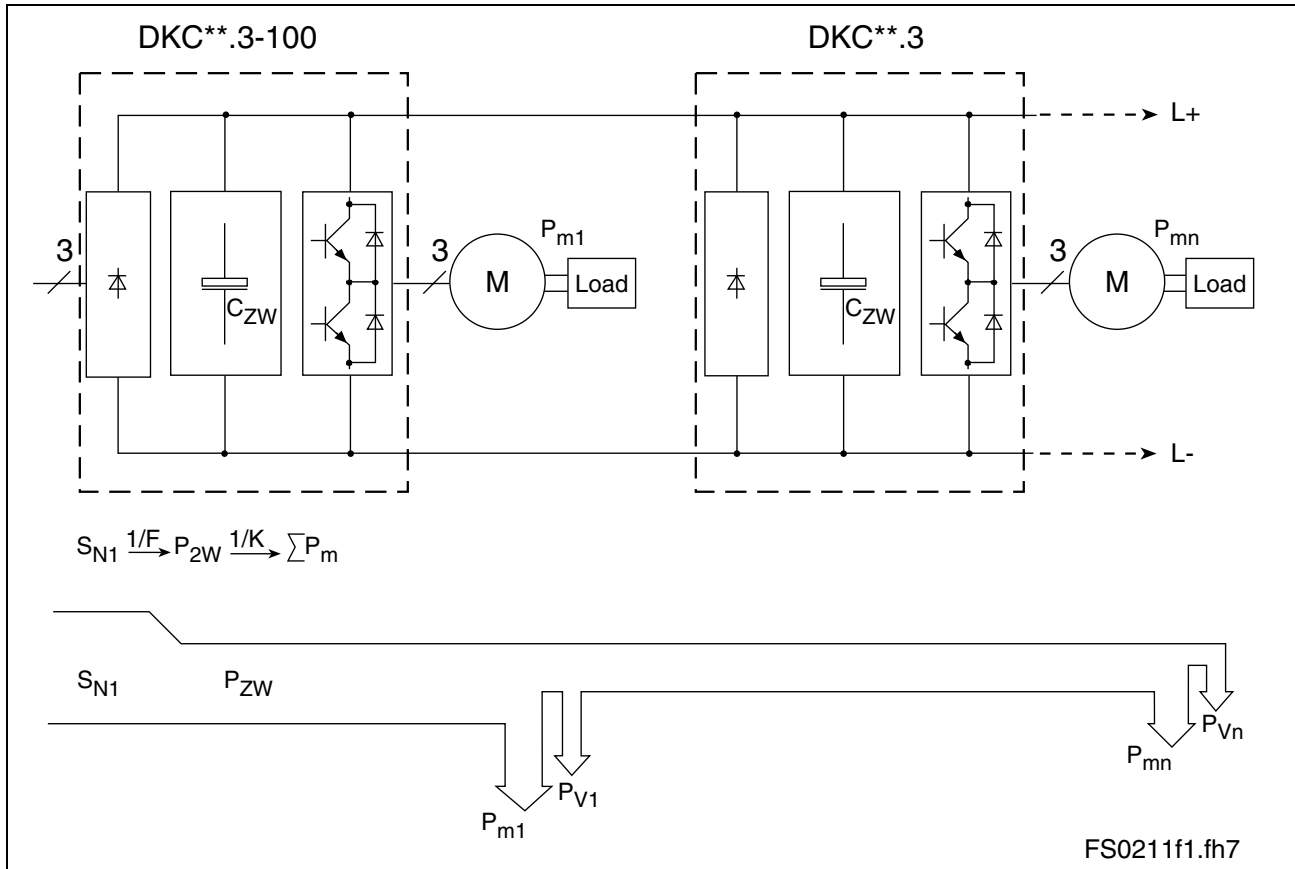 DKC**.3-100
DKC**.3
L+
3
C_ZW
3
M
P_m1
Load
C_ZW
3
M
P_mn
Load
L-
S_N1 1/F→ P_2W 1/K→ ∑P_m
S_N1
P_ZW
P_m1
P_V1
P_mn
P_Vn
FS0211f1.fh7